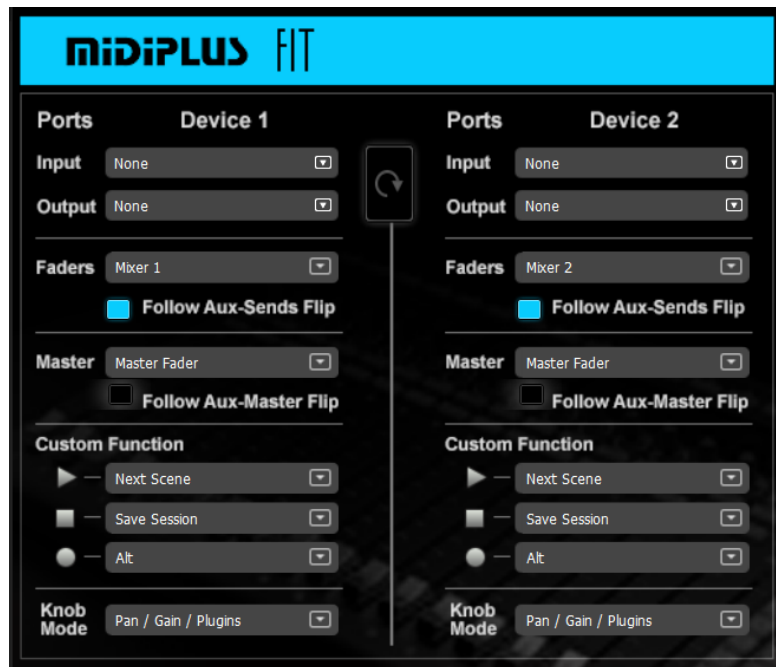 miDiPLUS FIT
Ports Device 1
Input None
Output None
Faders Mixer 1
Follow Aux-Sends Flip
Master Master Fader
Follow Aux-Master Flip
Custom Function
Next Scene
Save Session
Alt
Knob Mode Pan / Gain / Plugins
Ports Device 2
Input None
Output None
Faders Mixer 2
Follow Aux-Sends Flip
Master Master Fader
Follow Aux-Master Flip
Custom Function
Next Scene
Save Session
Alt
Knob Mode Pan / Gain / Plugins